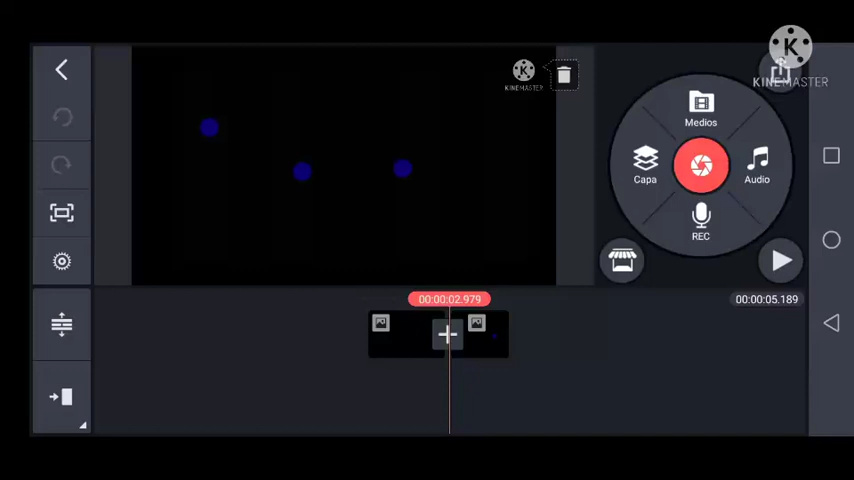 KINEMASTER
KINEMASTER
Medios
Capa
Audio
REC
00:00:02.979
00:00:05.189